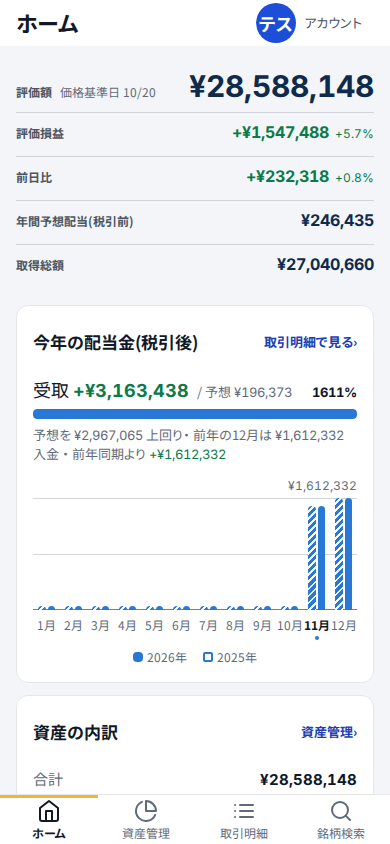 ホーム
テス アカウント
評価額 価格基準日 10/20 ¥28,588,148
評価損益 +¥1,547,488 +5.7%
前日比 +¥232,318 +0.8%
年間予想配当(税引前) ¥246,435
取得総額 ¥27,040,660
今年の配当金(税引後) 取引明細で見る›
受取 +¥3,163,438 / 予想 ¥196,373 1611%
予想を ¥2,967,065 上回り・前年の12月は ¥1,612,332
入金・前年同期より +¥1,612,332
¥1,612,332
1月 2月 3月 4月 5月 6月 7月 8月 9月 10月 11月 12月
2026年 2025年
資産の内訳 資産管理›
合計 ¥28,588,148
ホーム 資産管理 取引明細 銘柄検索